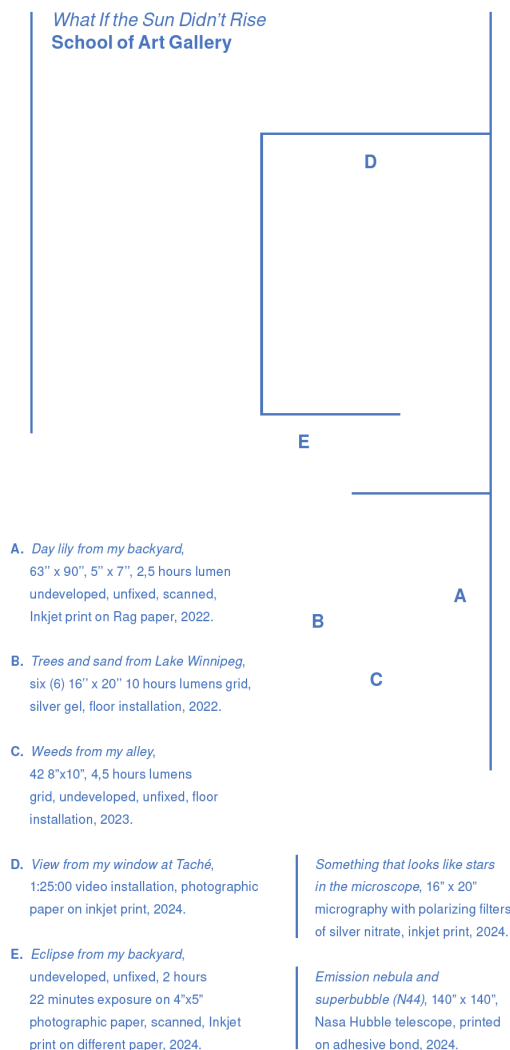 What If the Sun Didn't Rise
School of Art Gallery
D
E
A
B
C
A. Day lily from my backyard,
63’’ x 90’’, 5’’ x 7’’, 2,5 hours lumen
undeveloped, unfixed, scanned,
Inkjet print on Rag paper, 2022.
B. Trees and sand from Lake Winnipeg,
six (6) 16’’ x 20’’ 10 hours lumens grid,
silver gel, floor installation, 2022.
C. Weeds from my alley,
42 8”x10”, 4,5 hours lumens
grid, undeveloped, unfixed, floor
installation, 2023.
D. View from my window at Taché,
1:25:00 video installation, photographic
paper on inkjet print, 2024.
E. Eclipse from my backyard,
undeveloped, unfixed, 2 hours
22 minutes exposure on 4”x5”
photographic paper, scanned, Inkjet
print on different paper, 2024.
Something that looks like stars
in the microscope, 16” x 20”
micrography with polarizing filters
of silver nitrate, inkjet print, 2024.
Emission nebula and
superbubble (N44), 140” x 140”,
Nasa Hubble telescope, printed
on adhesive bond, 2024.